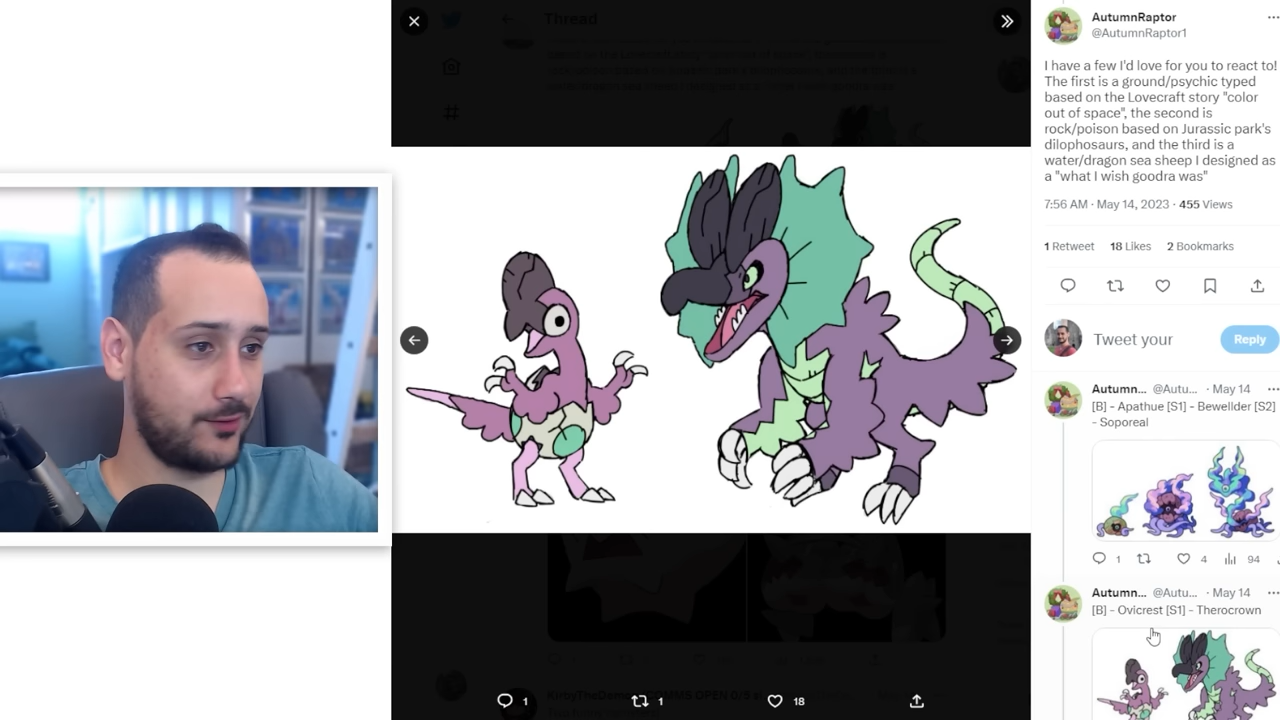 Thread
AutumnRaptor
@AutumnRaptor1
I have a few I'd love for you to react to!
The first is a ground/psychic typed
based on the Lovecraft story "color
out of space", the second is
rock/poison based on Jurassic park's
dilophosaurs, and the third is a
water/dragon sea sheep I designed as
a "what I wish goodra was"
7:56 AM · May 14, 2023 · 455 Views
1 Retweet 18 Likes 2 Bookmarks
Tweet your
Reply
Autumn... @Autu... · May 14
[B] - Apathue [S1] - Bewellder [S2]
- Soporeal
1 4 94
Autumn... @Autu... · May 14
[B] - Ovicrest [S1] - Therocrown
1 1 18